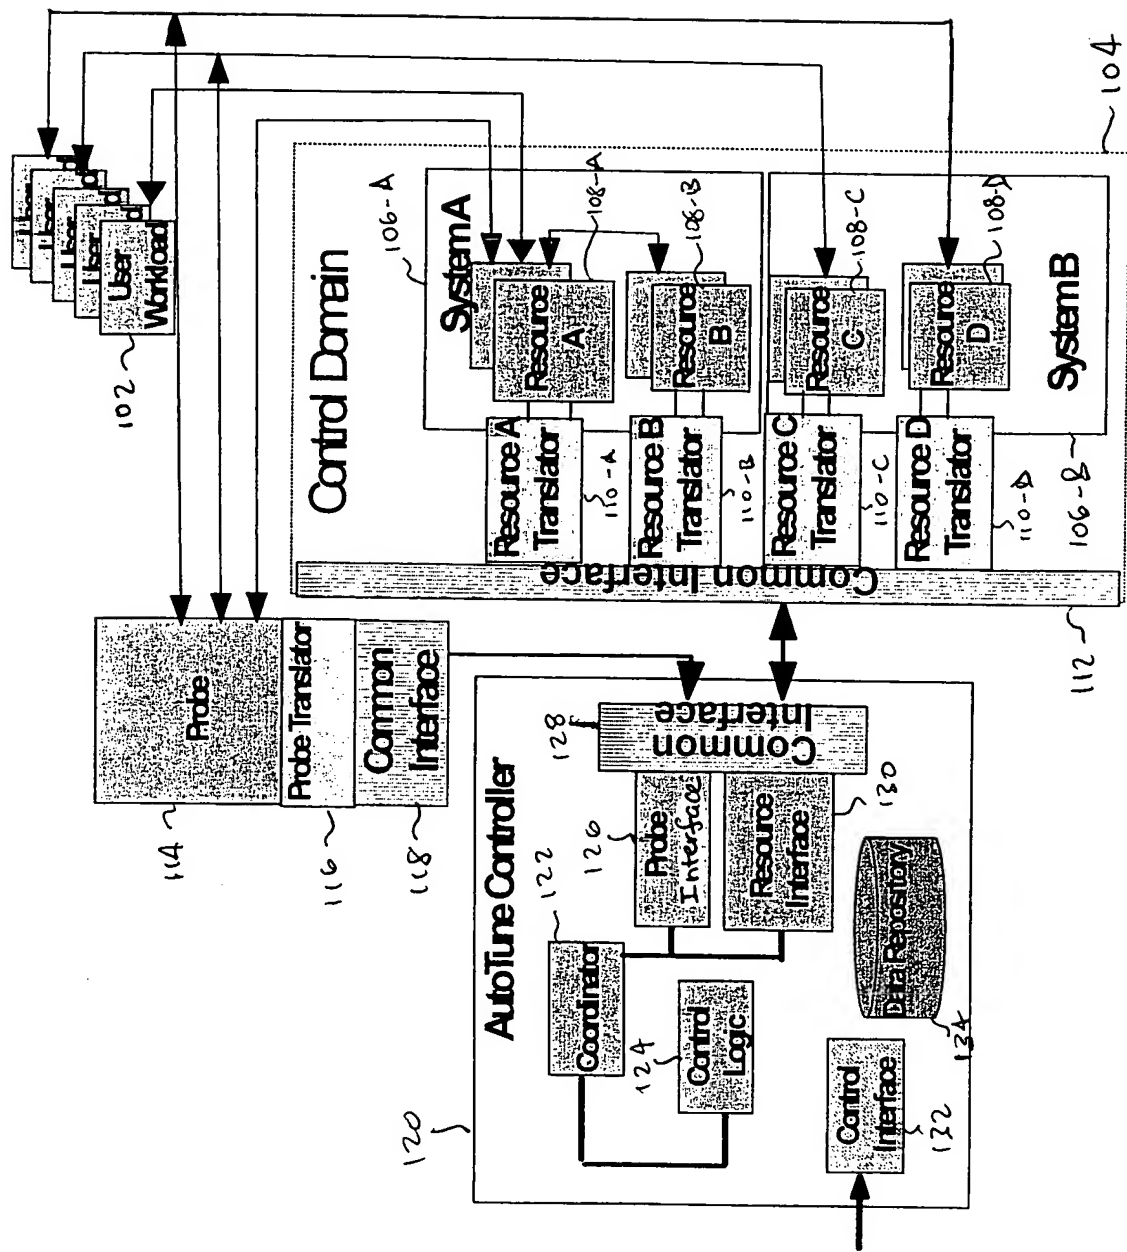 User
User
User
User
User
Workload
102
104
Control Domain
106-A
System A
108-A
Resource
A
108-B
Resource
B
108-C
Resource
C
108-D
Resource
D
System B
106-B
Resource A
Translator
110-A
Resource B
Translator
110-B
Resource C
Translator
110-C
Resource D
Translator
110-D
Common Interface
112
Probe
114
Probe Translator
116
Common
Interface
118
AutoTune Controller
120
Coordinator
122
Control
Logic
124
Probe
Interface
126
Common
Interface
128
Resource
Interface
130
Control
Interface
132
Data Repository
134